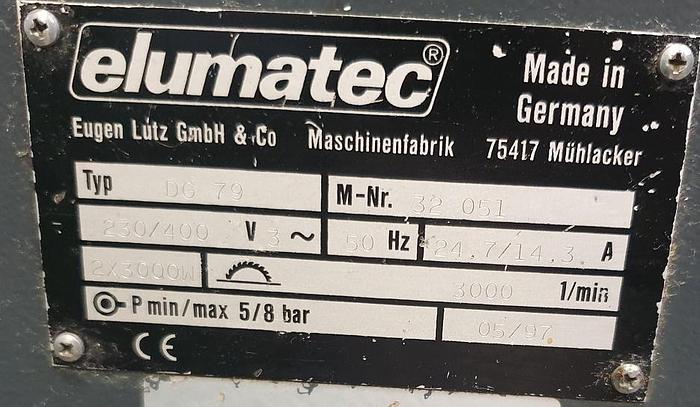 elumatec®
Made in
Germany
Eugen Lutz GmbH & Co Maschinenfabrik 75417 Mühlacker
Typ DG 79 M-Nr. 32 051
230/400 V 3 ~ 50 Hz 24.7/14.3 A
2X3000W 3000 1/min
P min/max 5/8 bar 05/97
CE